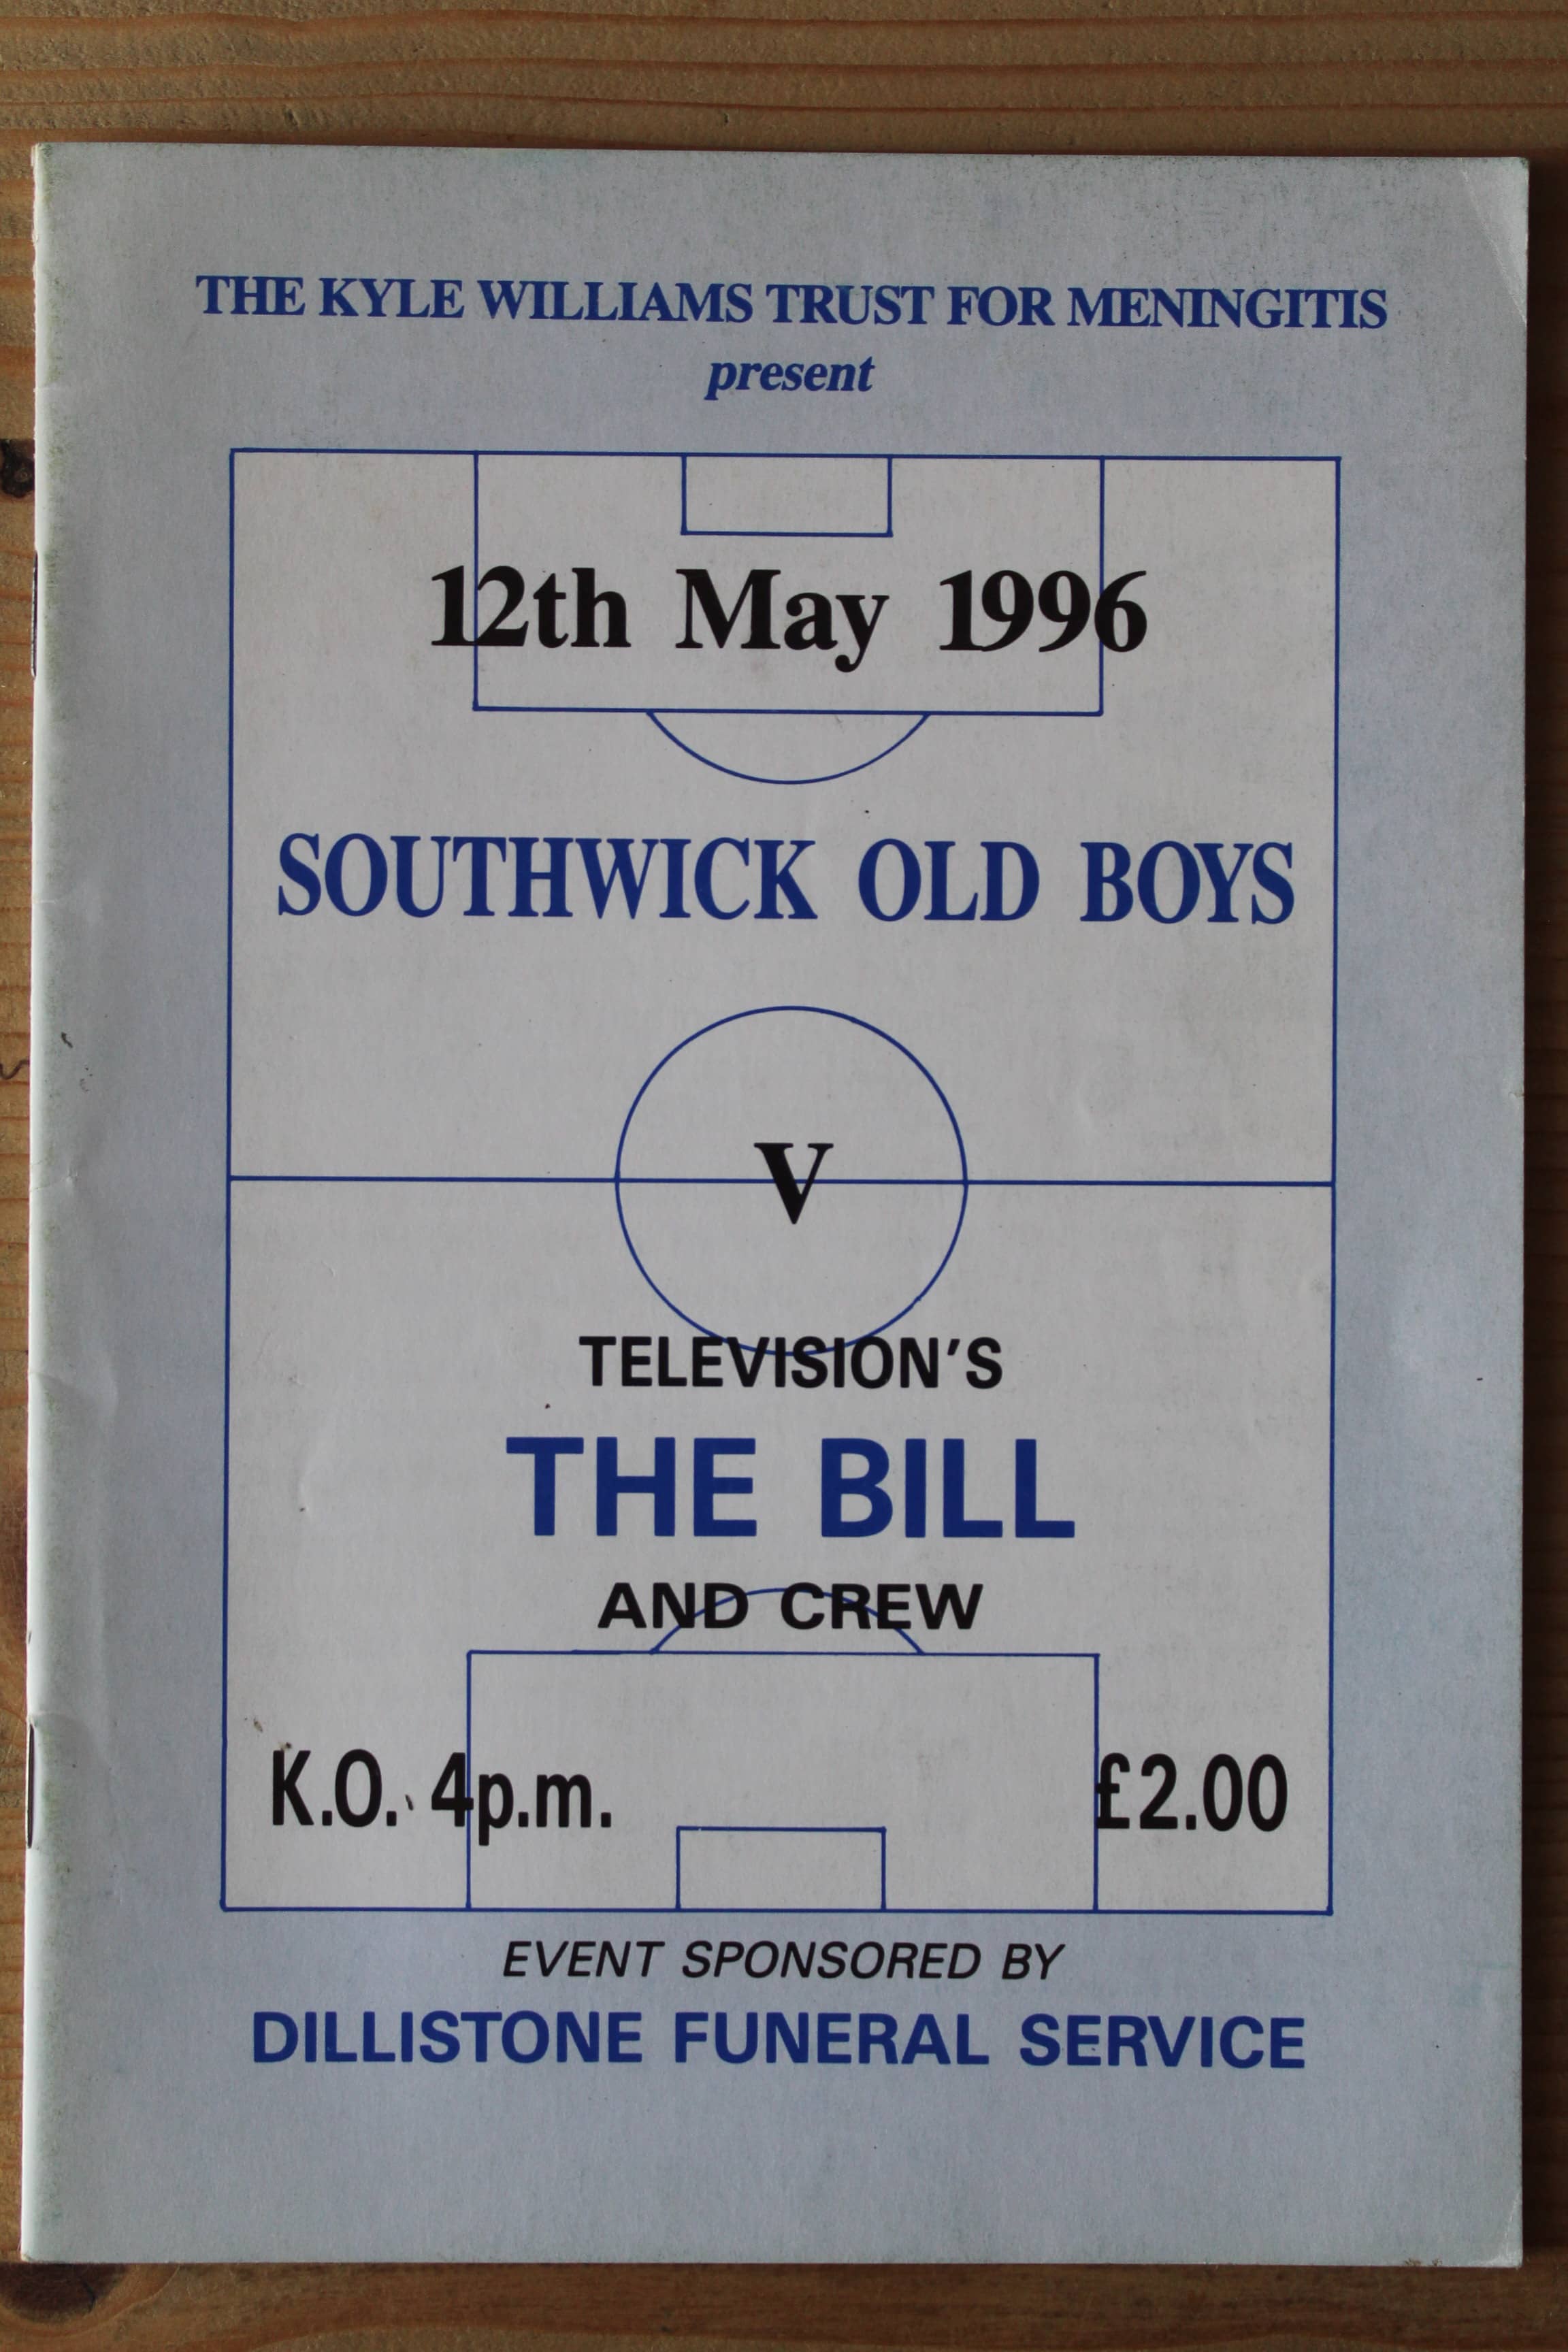 THE KYLE WILLIAMS TRUST FOR MENINGITIS
present
12th May 1996
SOUTHWICK OLD BOYS
V
TELEVISION'S
THE BILL
AND CREW
K.O. 4p.m. £2.00
EVENT SPONSORED BY
DILLISTONE FUNERAL SERVICE